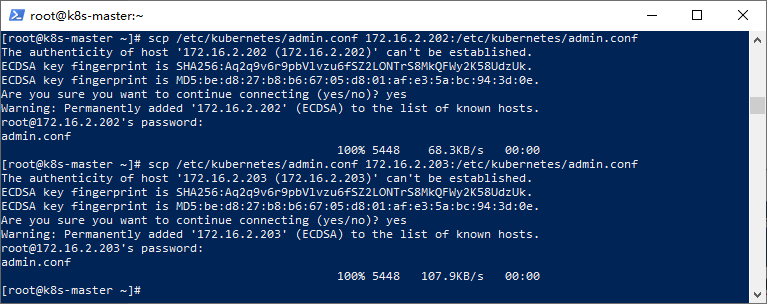 root@k8s-master:~
[root@k8s-master ~]# scp /etc/kubernetes/admin.conf 172.16.2.202:/etc/kubernetes/admin.conf
The authenticity of host '172.16.2.202 (172.16.2.202)' can't be established.
ECDSA key fingerprint is SHA256:Aq2q9v6r9pbVlvzu6fSZ2LONTrS8MkQFWy2K58UdzUk.
ECDSA key fingerprint is MD5:be:d8:27:b8:b6:67:05:d8:01:af:e3:5a:bc:94:3d:0e.
Are you sure you want to continue connecting (yes/no)? yes
Warning: Permanently added '172.16.2.202' (ECDSA) to the list of known hosts.
root@172.16.2.202's password:
admin.conf
100% 5448 68.3KB/s 00:00
[root@k8s-master ~]# scp /etc/kubernetes/admin.conf 172.16.2.203:/etc/kubernetes/admin.conf
The authenticity of host '172.16.2.203 (172.16.2.203)' can't be established.
ECDSA key fingerprint is SHA256:Aq2q9v6r9pbVlvzu6fSZ2LONTrS8MkQFWy2K58UdzUk.
ECDSA key fingerprint is MD5:be:d8:27:b8:b6:67:05:d8:01:af:e3:5a:bc:94:3d:0e.
Are you sure you want to continue connecting (yes/no)? yes
Warning: Permanently added '172.16.2.203' (ECDSA) to the list of known hosts.
root@172.16.2.203's password:
admin.conf
100% 5448 107.9KB/s 00:00
[root@k8s-master ~]#